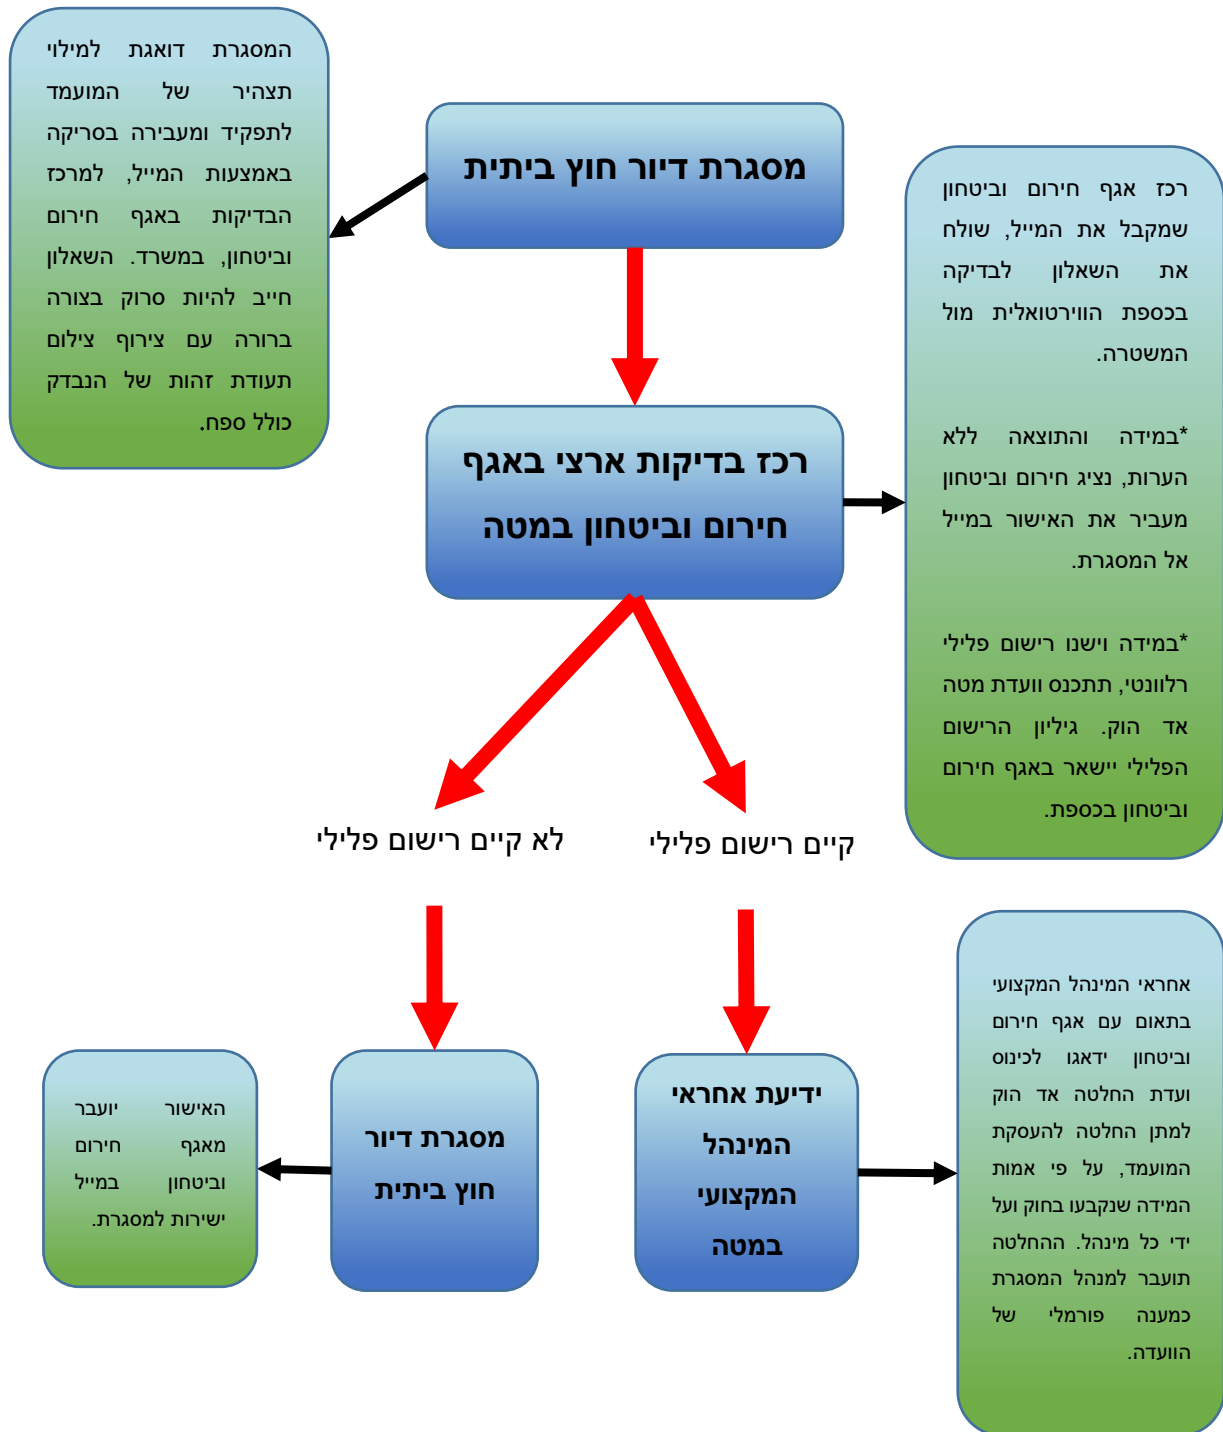 המסגרת דואגת למילוי
תצהיר של המועמד
לתפקיד ומעבירה בסריקה
באמצעות המייל, למרכז
הבדיקות באגף חירום
וביטחון, במשרד. השאלון
חייב להיות סרוק בצורה
ברורה עם צירוף צילום
תעודת זהות של הנבדק
כולל ספח.
מסגרת דיור חוץ ביתית
רכז אגף חירום וביטחון
שמקבל את המייל, שולח
את השאלון לבדיקה
בכספת הווירטואלית מול
המשטרה.
*במידה והתוצאה ללא
הערות, נציג חירום וביטחון
מעביר את האישור במייל
אל המסגרת.
*במידה וישנו רישום פלילי
רלוונטי, תתכנס וועדת מטה
אד הוק. גיליון הרישום
הפלילי יישאר באגף חירום
וביטחון בכספת.
רכז בדיקות ארצי באגף
חירום וביטחון במטה
קיים רישום פלילי
לא קיים רישום פלילי
אחראי המינהל המקצועי
בתאום עם אגף חירום
וביטחון ידאגו לכינוס
ועדת החלטה אד הוק
למתן החלטה להעסקת
המועמד, על פי אמות
המידה שנקבעו בחוק ועל
ידי כל מינהל. ההחלטה
תועבר למנהל המסגרת
כמענה פורמלי של
הוועדה.
ידיעת אחראי
המינהל
המקצועי
במטה
מסגרת דיור
חוץ ביתית
האישור יועבר
מאגף חירום
וביטחון במייל
ישירות למסגרת.